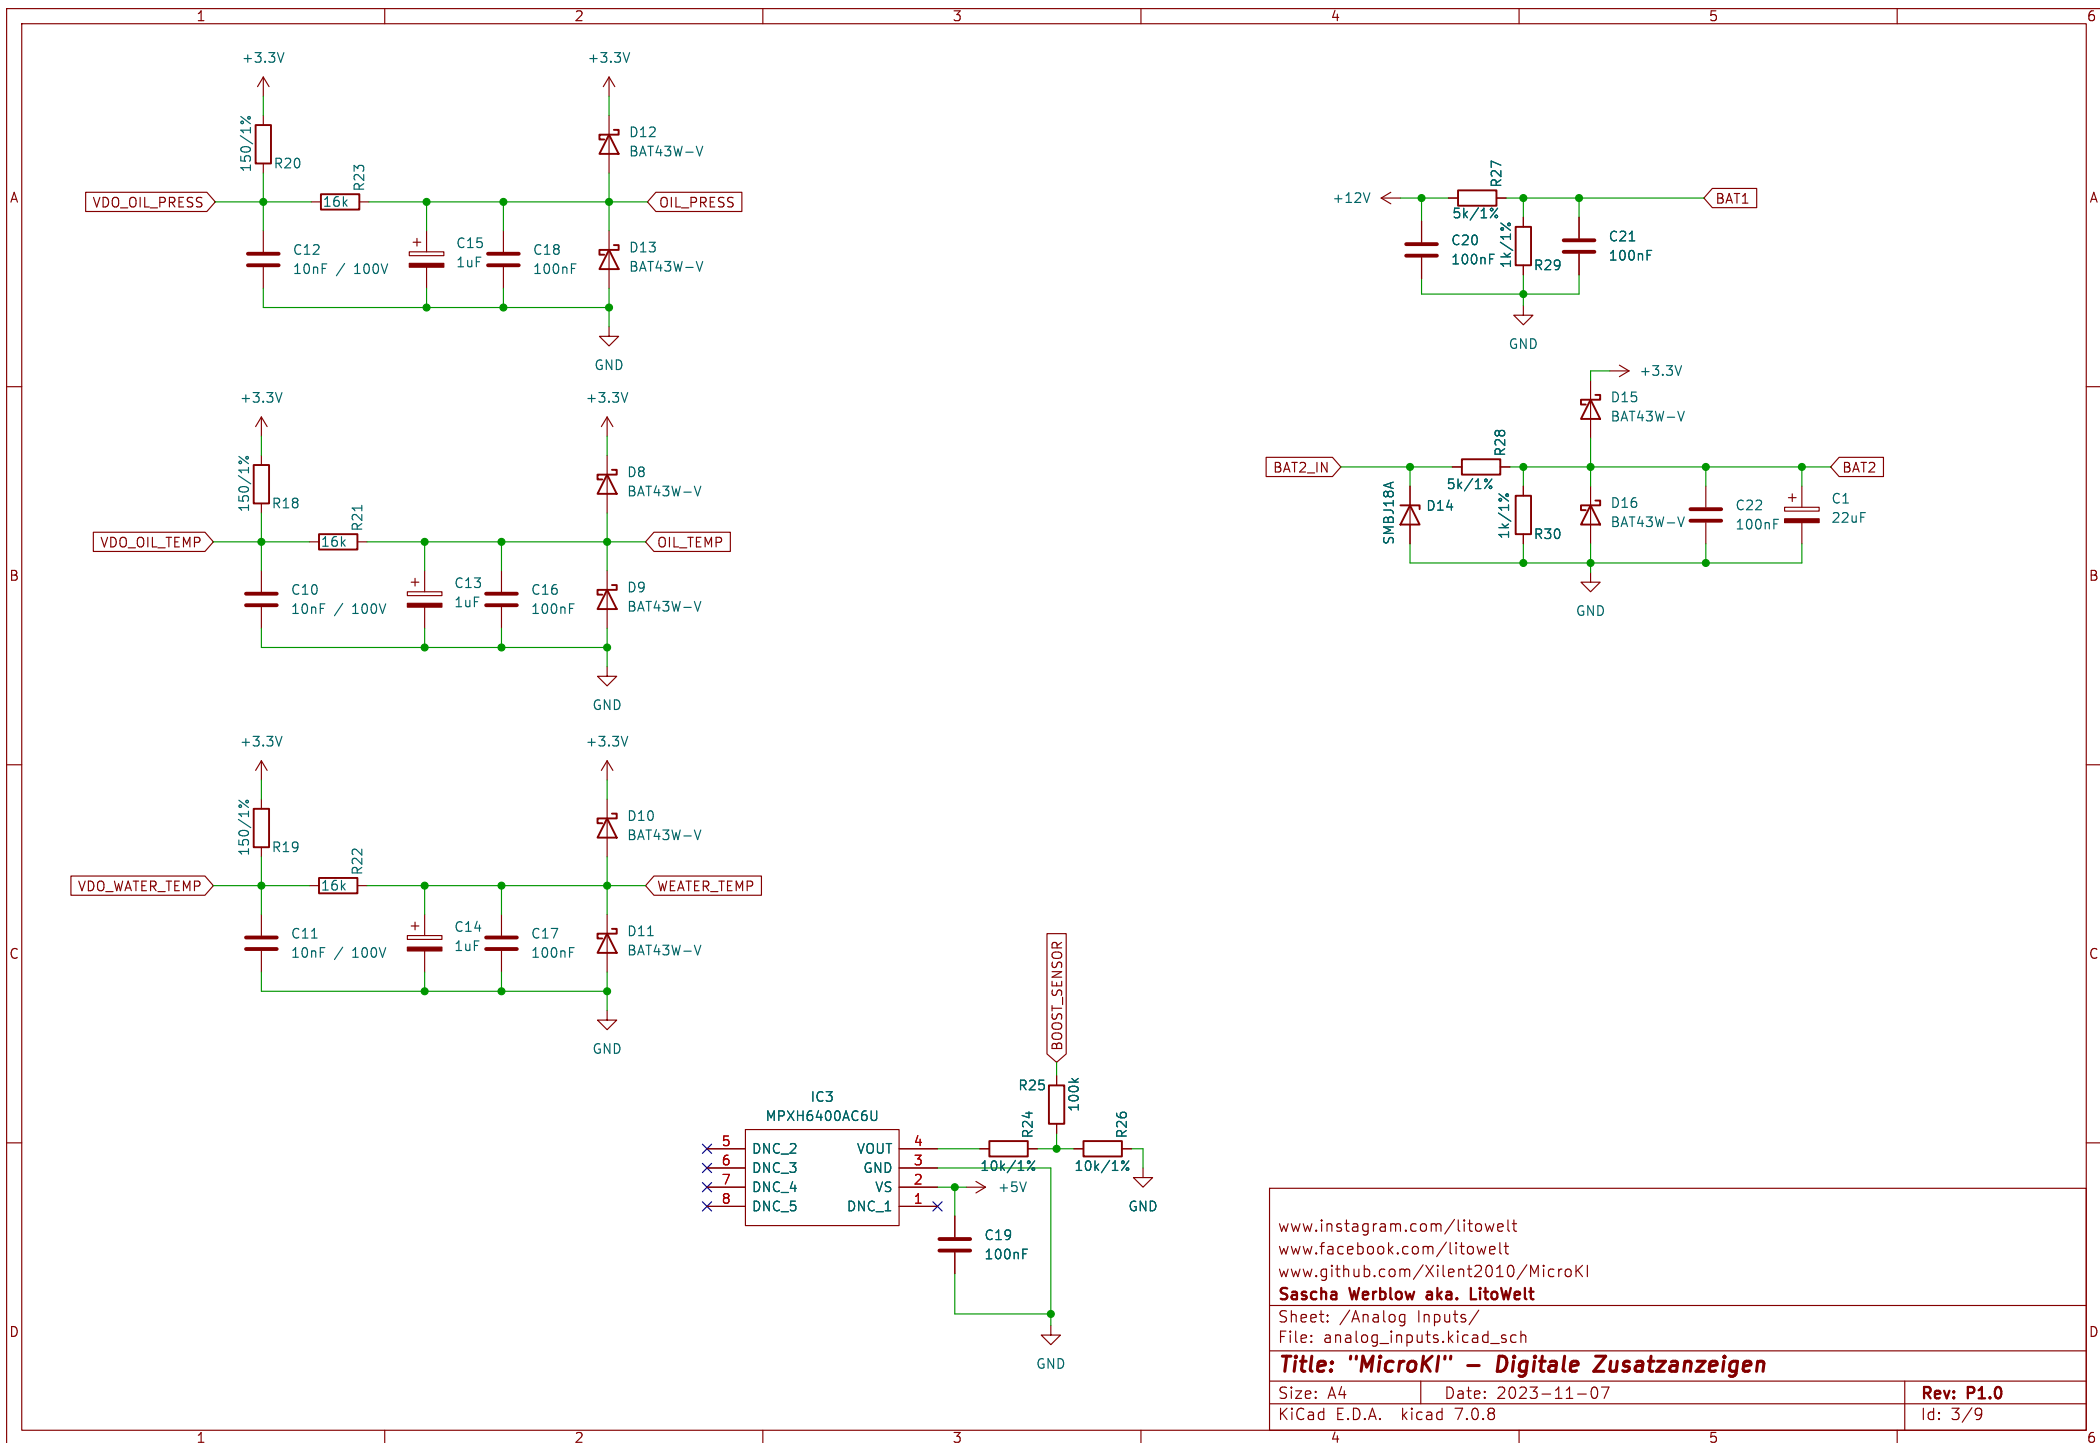 1 2 3 4 5 6
A
B
C
D
+3.3V
150/1%
R20
VDO_OIL_PRESS
16k
R23
C12
10nF / 100V
C15
1uF
C18
100nF
+3.3V
D12
BAT43W-V
OIL_PRESS
D13
BAT43W-V
GND
+3.3V
150/1%
R18
VDO_OIL_TEMP
16k
R21
C10
10nF / 100V
C13
1uF
C16
100nF
+3.3V
D8
BAT43W-V
OIL_TEMP
D9
BAT43W-V
GND
+3.3V
150/1%
R19
VDO_WATER_TEMP
16k
R22
C11
10nF / 100V
C14
1uF
C17
100nF
+3.3V
D10
BAT43W-V
WEATER_TEMP
D11
BAT43W-V
GND
+12V
R27
5k/1%
BAT1
C20
100nF
1k/1%
R29
C21
100nF
GND
+3.3V
D15
BAT43W-V
BAT2_IN
R28
5k/1%
BAT2
SMBJ18A
D14
1k/1%
R30
D16
BAT43W-V
C22
100nF
C1
22uF
GND
BOOST_SENSOR
R25
100k
R24
10k/1%
R26
10k/1%
GND
IC3
MPXH6400AC6U
5 DNC_2 VOUT 4
6 DNC_3 GND 3
7 DNC_4 VS 2
8 DNC_5 DNC_1 1
+5V
C19
100nF
GND
www.instagram.com/litowelt
www.facebook.com/litowelt
www.github.com/Xilent2010/MicroKI
Sascha Werblow aka. LitoWelt
Sheet: /Analog Inputs/
File: analog_inputs.kicad_sch
Title: "MicroKI" – Digitale Zusatzanzeigen
Size: A4 Date: 2023-11-07 Rev: P1.0
KiCad E.D.A. kicad 7.0.8 Id: 3/9
A
B
C
D
1 2 3 4 5 6